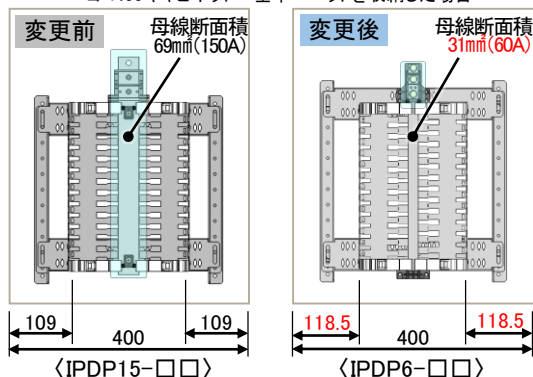 変更前
母線断面積
69mm²(150A)
109
109
400
〈IPDP15-□□〉
変更後
母線断面積
31mm²(60A)
118.5
118.5
400
〈IPDP6-□□〉